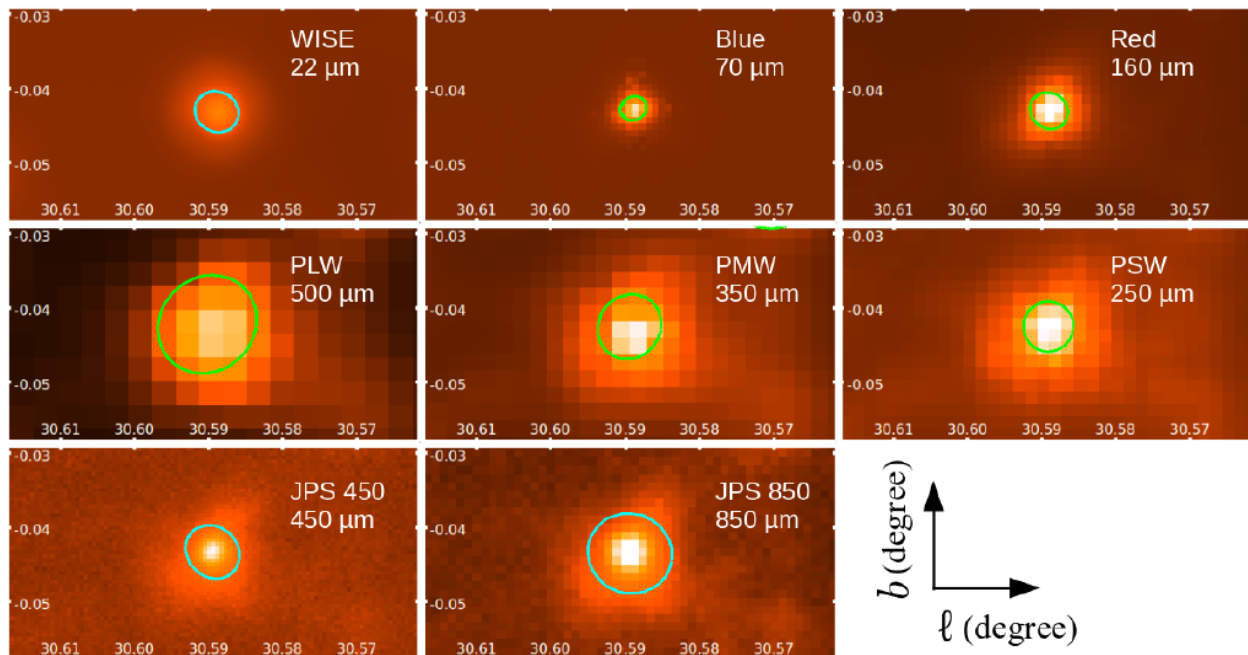 -0.03
WISE
22 μm
-0.04
-0.05
30.61 30.60 30.59 30.58 30.57
-0.03
Blue
70 μm
-0.04
-0.05
30.61 30.60 30.59 30.58 30.57
-0.03
Red
160 μm
-0.04
-0.05
30.61 30.60 30.59 30.58 30.57
-0.03
PLW
500 μm
-0.04
-0.05
30.61 30.60 30.59 30.58 30.57
-0.03
PMW
350 μm
-0.04
-0.05
30.61 30.60 30.59 30.58 30.57
-0.03
PSW
250 μm
-0.04
-0.05
30.61 30.60 30.59 30.58 30.57
-0.03
JPS 450
450 μm
-0.04
-0.05
30.61 30.60 30.59 30.58 30.57
-0.03
JPS 850
850 μm
-0.04
-0.05
30.61 30.60 30.59 30.58 30.57
b (degree)
ℓ (degree)